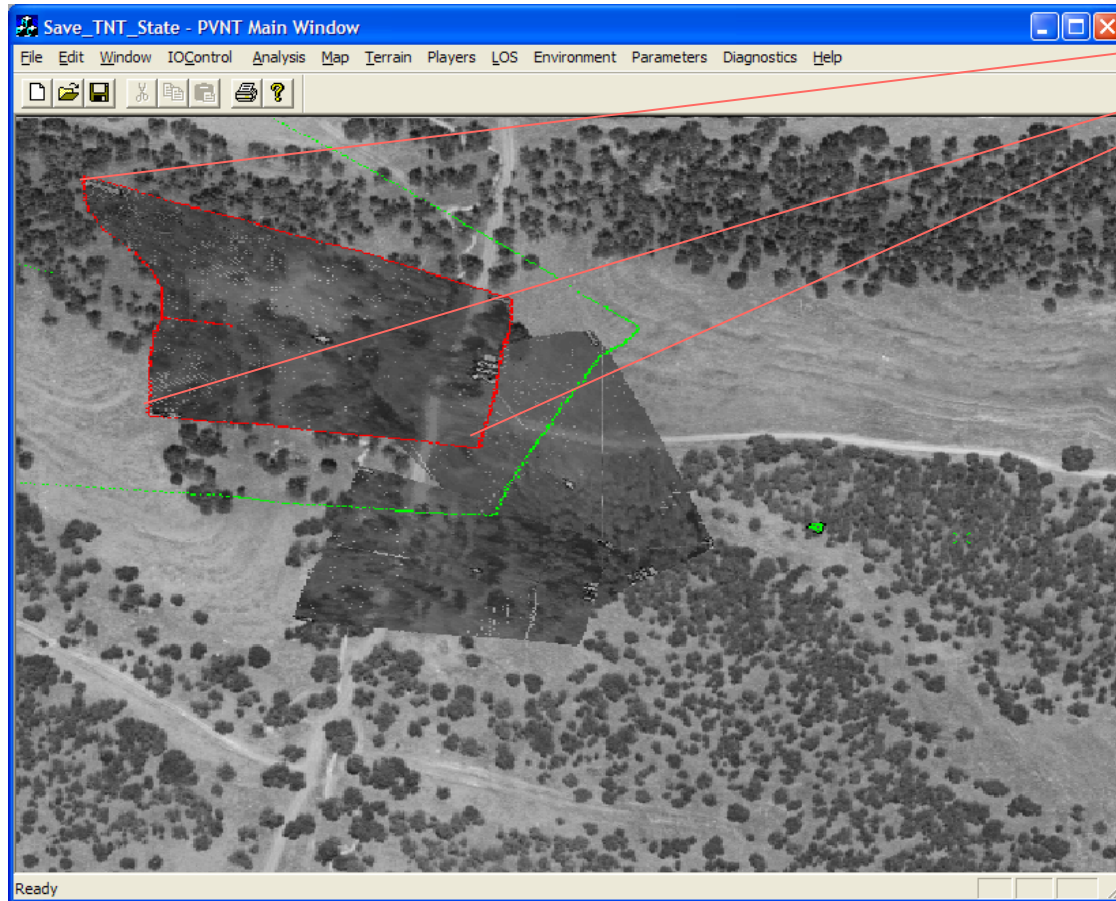 Save_TNT_State - PVNT Main Window
File Edit Window IOControl Analysis Map Terrain Players LOS Environment Parameters Diagnostics Help
Ready